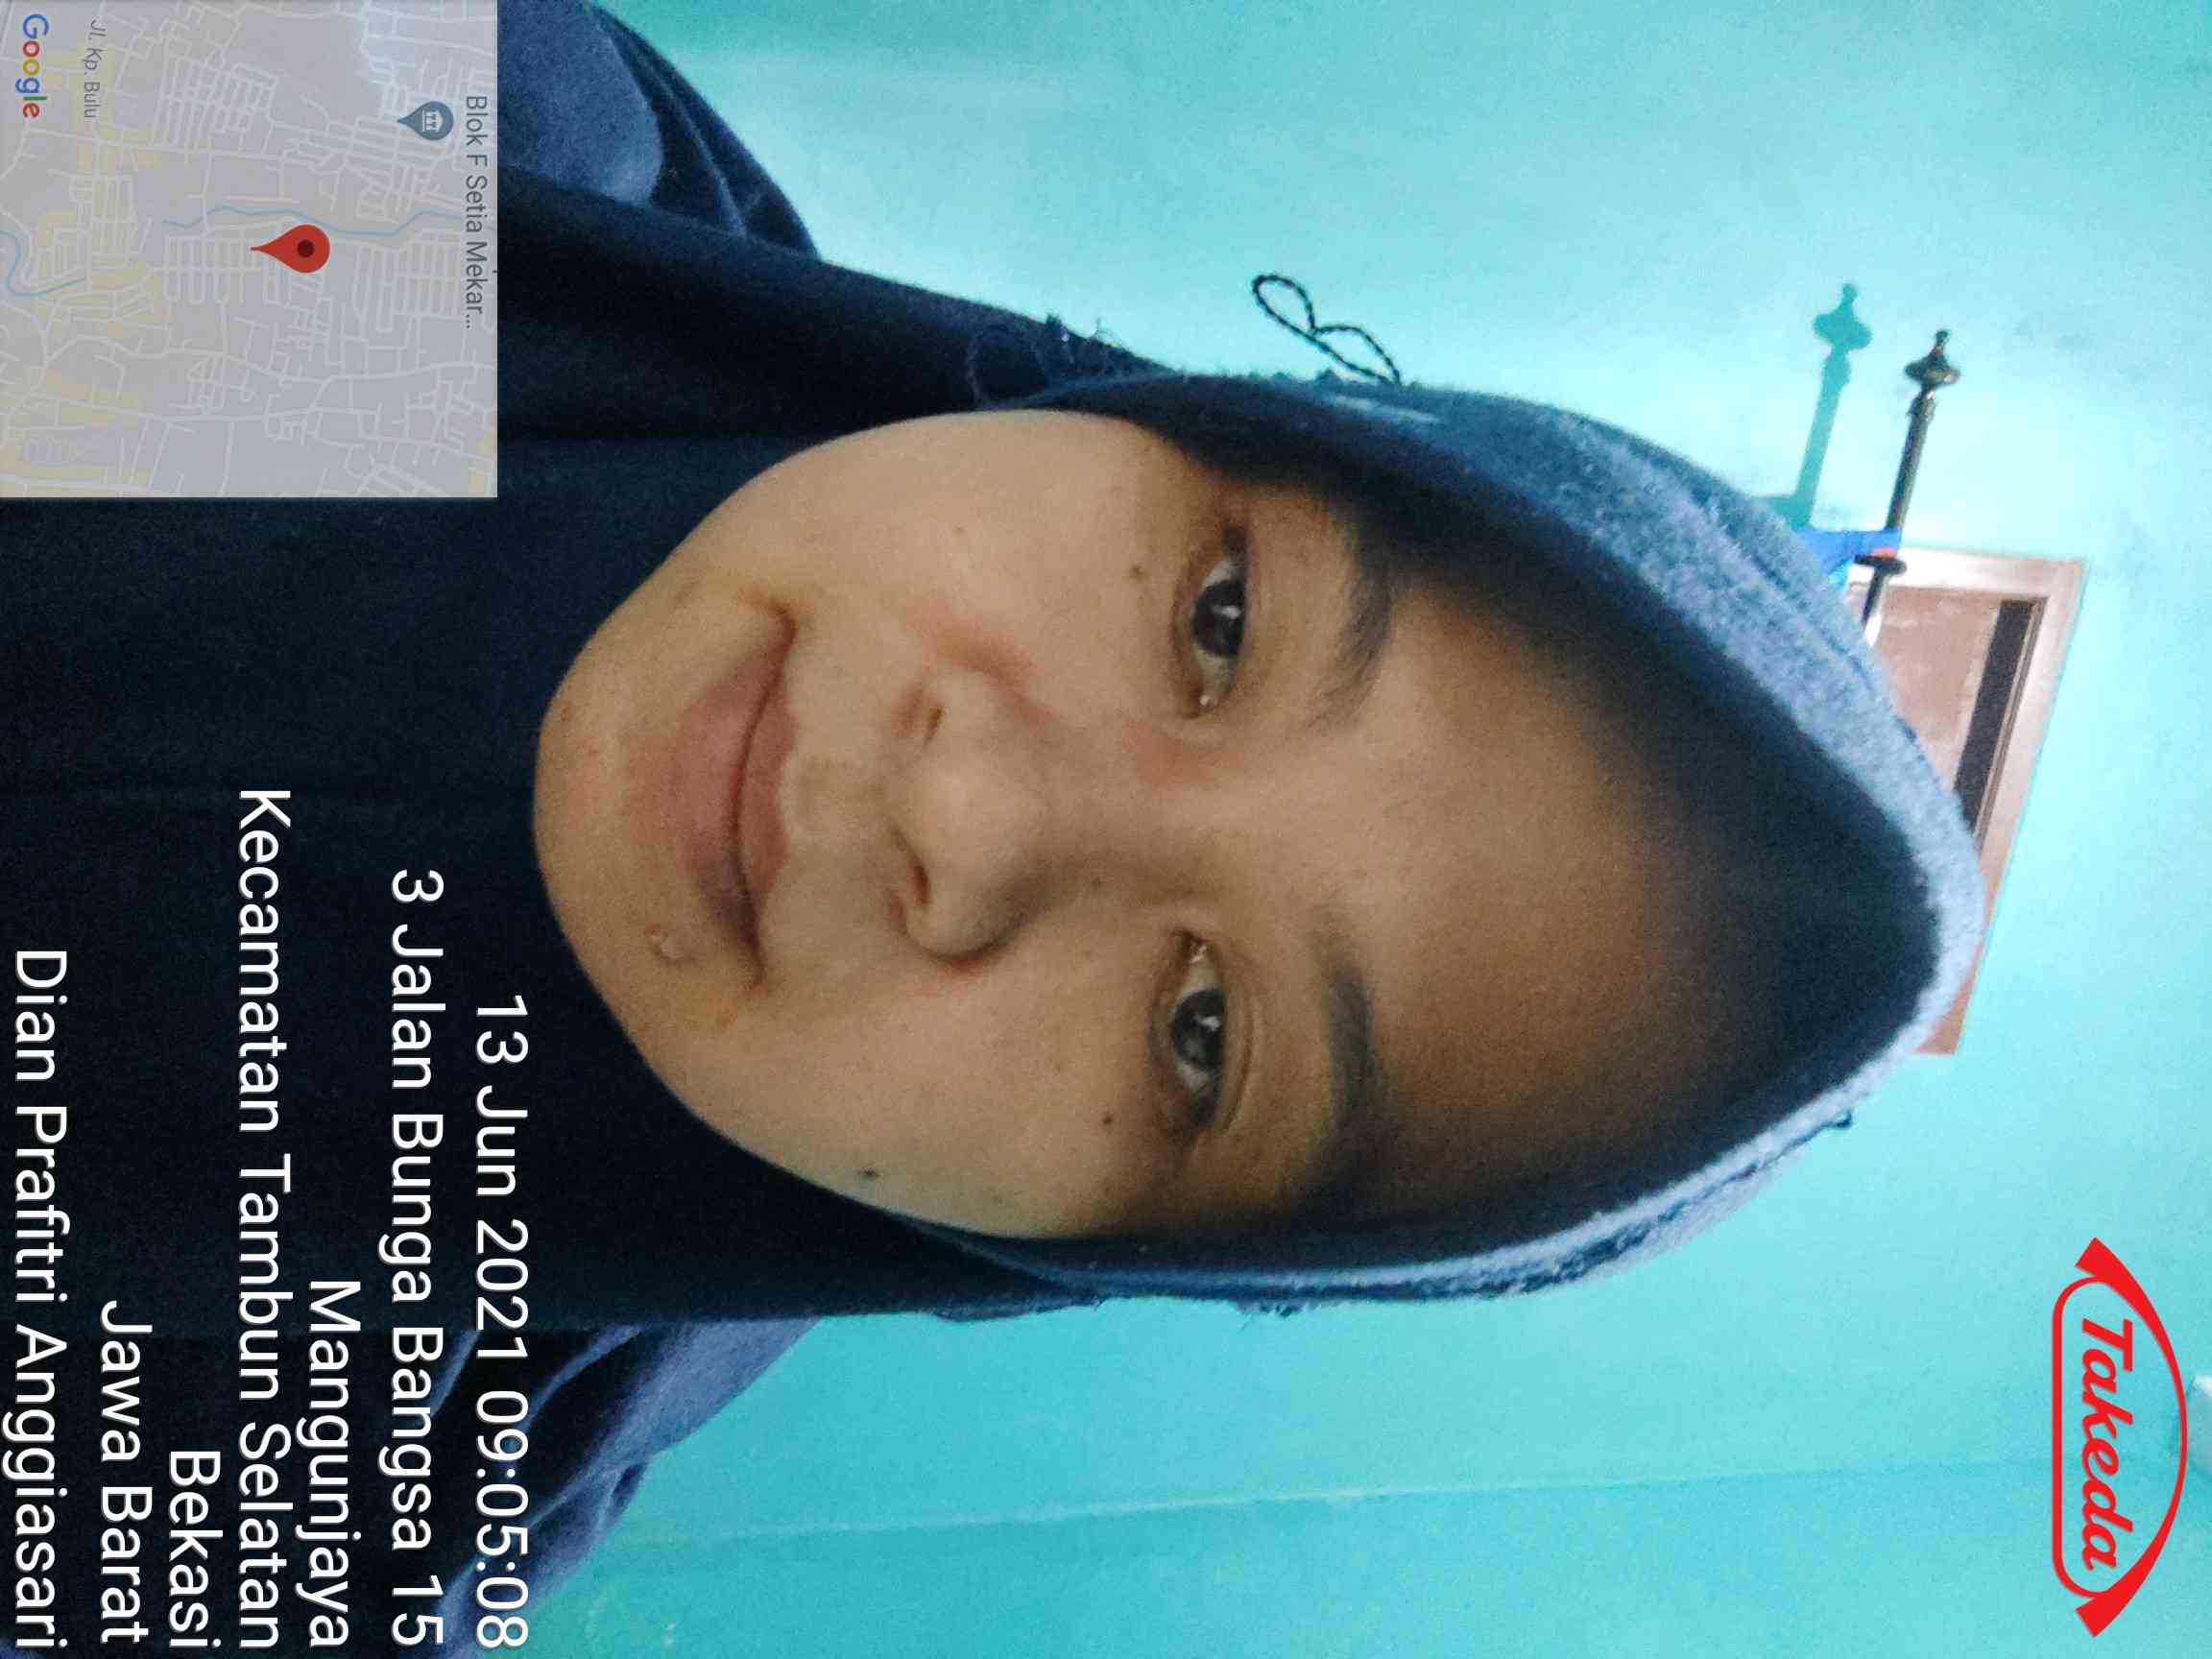 Takeda
13 Jun 2021 09:05:08
3 Jalan Bunga Bangsa 15
Mangunjaya
Kecamatan Tambun Selatan
Bekasi
Jawa Barat
Dian Prafitri Anggiasari
Blok F Setia Mekar...
Jl. Kp. Bulu
Google